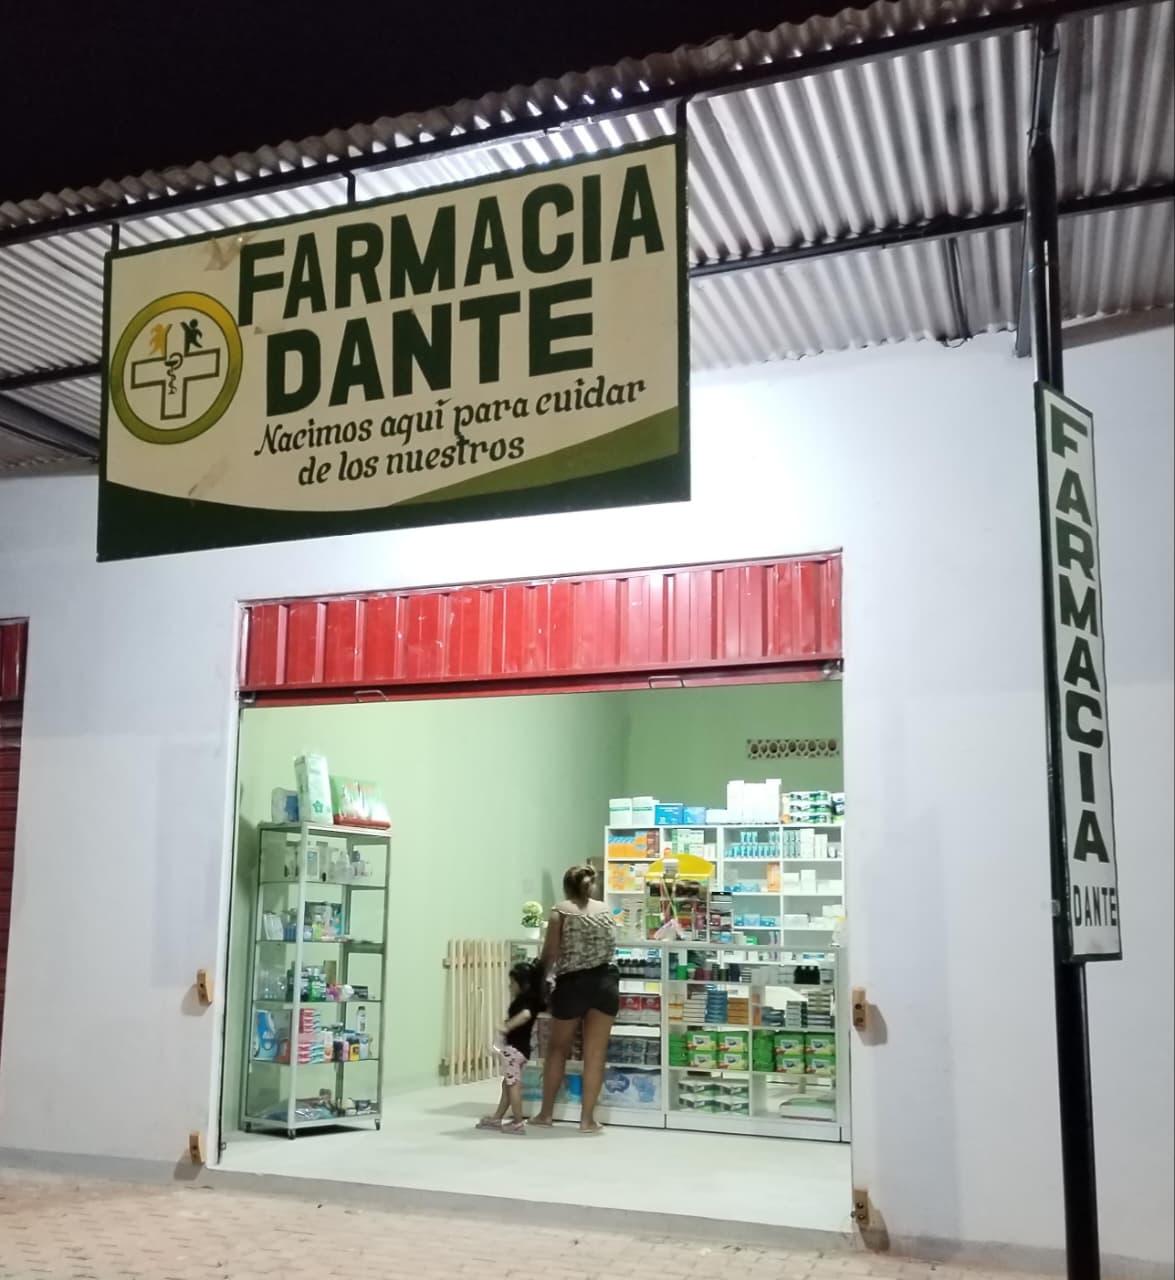 FARMACIA
DANTE
Nacimos aquí para cuidar
de los nuestros
FARMACIA
DANTE